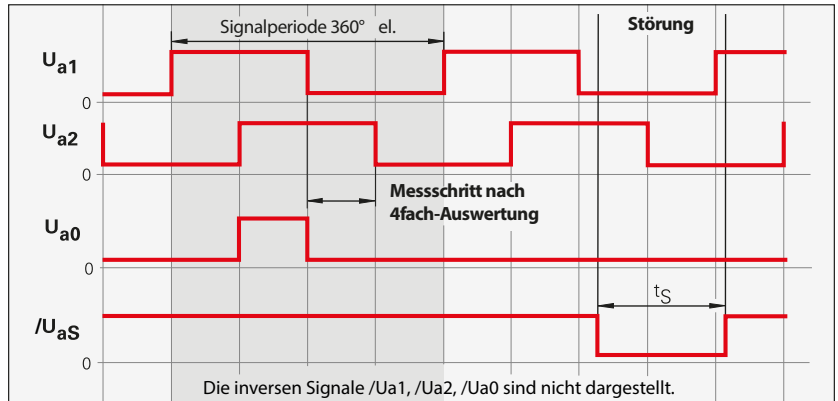 Signalperiode 360° el.
Störung
Ua1
0
Ua2
0
Messschritt nach
4fach-Auswertung
Ua0
0
tS
/UaS
0
Die inversen Signale /Ua1, /Ua2, /Ua0 sind nicht dargestellt.